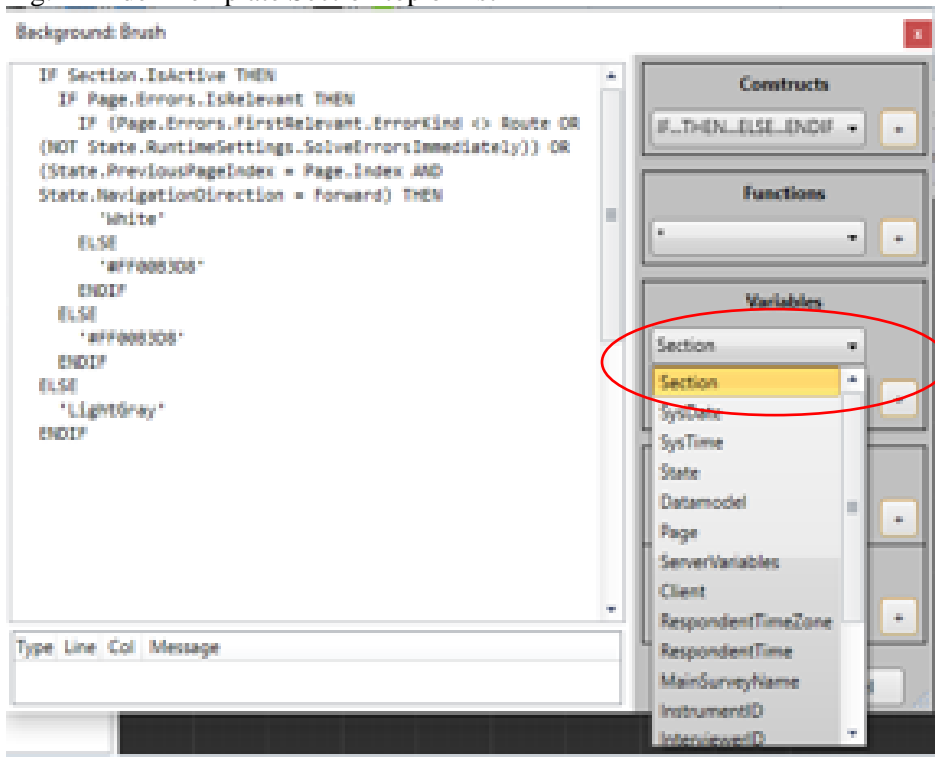 Background: Brush
IF Section.IsActive THEN
IF Page.Errors.IsRelevant THEN
IF (Page.Errors.FirstRelevant.ErrorKind <> Route OR
(NOT State.RuntimeSettings.SolveErrorsImmediately)) OR
(State.PreviousPageIndex = Page.Index AND
State.NavigationDirection = Forward) THEN
'White'
ELSE
'#FF00B3D8'
ENDIF
ELSE
'#FF00B3D8'
ENDIF
ELSE
'LightGray'
ENDIF
Type Line Col Message
Constructs
IF...THEN...ELSE...ENDIF
Functions
*
Variables
Section
Section
SysDate
SysTime
State
Datamodel
Page
ServerVariables
Client
RespondentTimeZone
RespondentTime
MainSurveyName
InstrumentID
InterviewerID